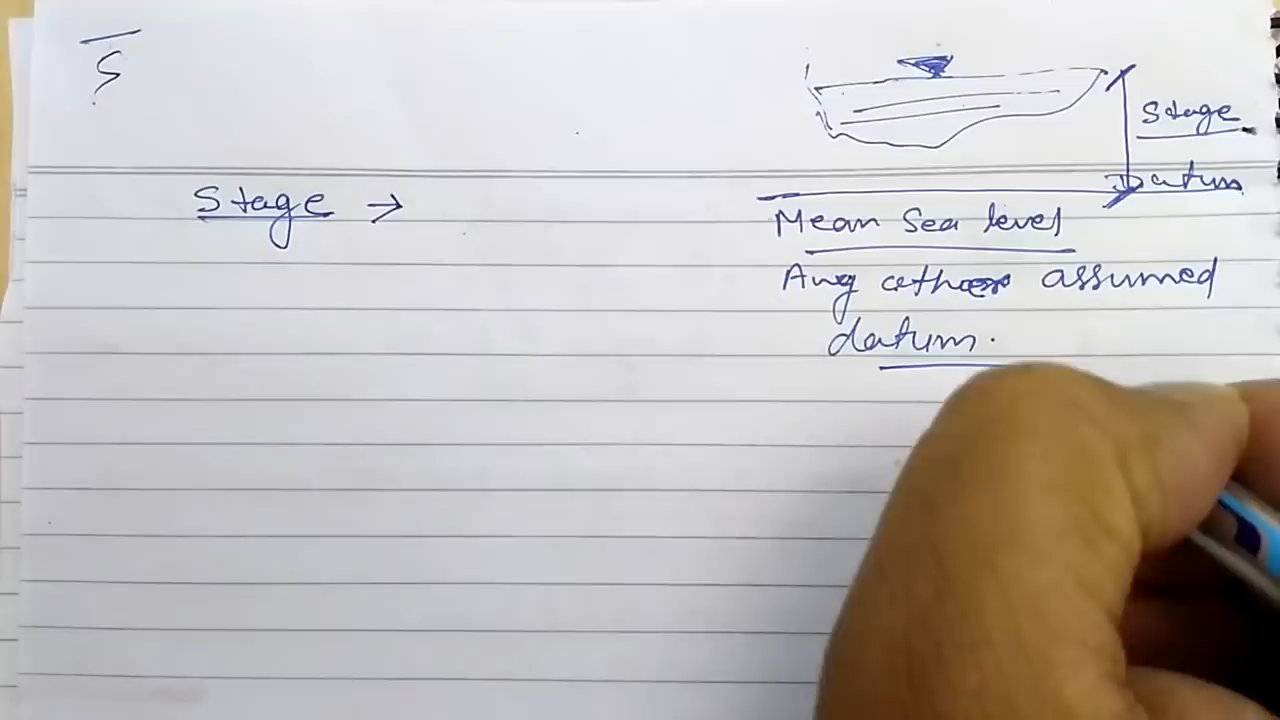 S
Stage
Datum
Stage →
Mean Sea level
Any other assumed
datum.